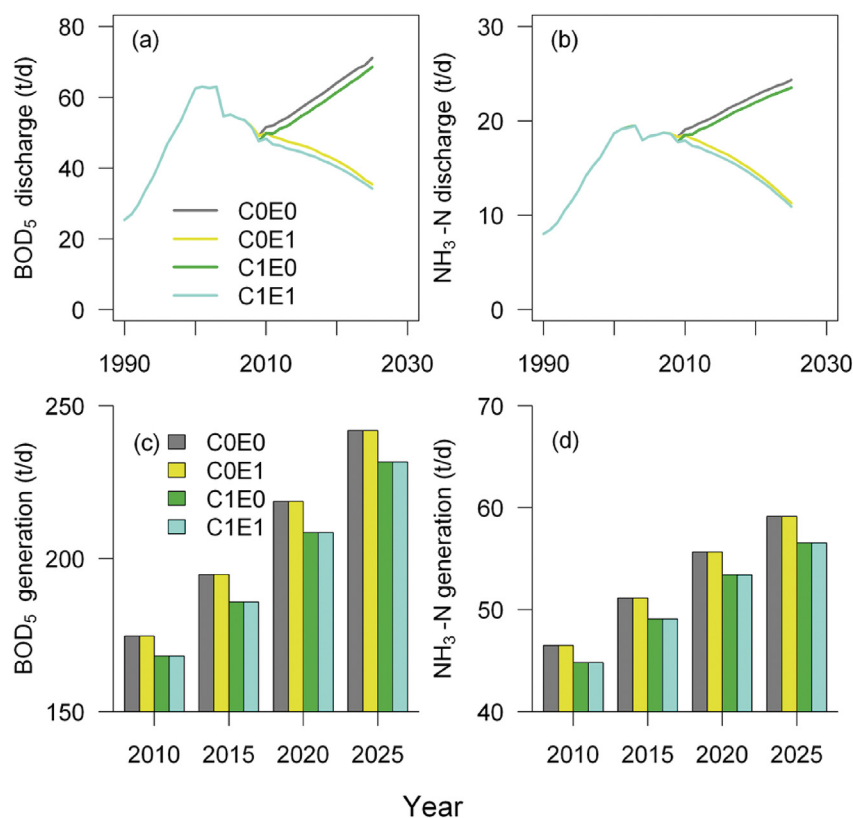 (a)
BOD5 discharge (t/d)
80
60
40
20
0
C0E0
C0E1
C1E0
C1E1
1990
2010
2030
(b)
NH3 -N discharge (t/d)
30
20
10
0
1990
2010
2030
(c)
BOD5 generation (t/d)
250
200
150
C0E0
C0E1
C1E0
C1E1
2010
2015
2020
2025
(d)
NH3 -N generation (t/d)
70
60
50
40
2010
2015
2020
2025
Year